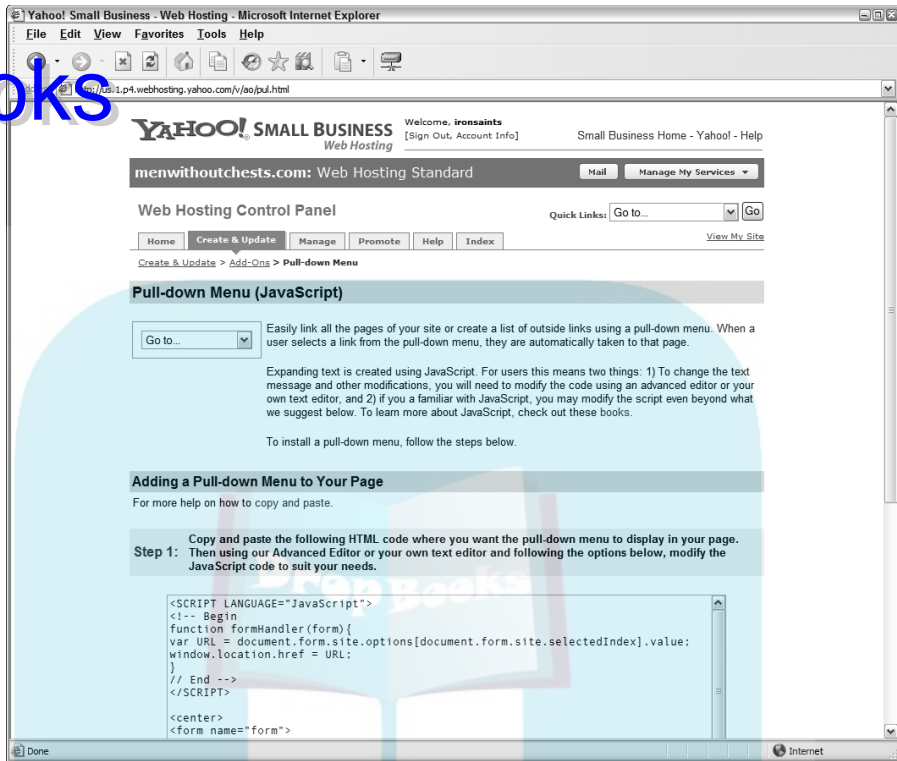 Yahoo! Small Business - Web Hosting - Microsoft Internet Explorer
File Edit View Favorites Tools Help
oks
http://us.1.p4.webhosting.yahoo.com/v/ao/pul.html
YAHOO! SMALL BUSINESS
Web Hosting
Welcome, ironsaints
[Sign Out, Account Info]
Small Business Home - Yahoo! - Help
menwithoutchests.com: Web Hosting Standard
Mail
Manage My Services
Web Hosting Control Panel
Quick Links: Go to... Go
Home Create & Update Manage Promote Help Index
View My Site
Create & Update > Add-Ons > Pull-down Menu
Pull-down Menu (JavaScript)
Go to...
Easily link all the pages of your site or create a list of outside links using a pull-down menu. When a
user selects a link from the pull-down menu, they are automatically taken to that page.
Expanding text is created using JavaScript. For users this means two things: 1) To change the text
message and other modifications, you will need to modify the code using an advanced editor or your
own text editor, and 2) if you a familiar with JavaScript, you may modify the script even beyond what
we suggest below. To learn more about JavaScript, check out these books.
To install a pull-down menu, follow the steps below.
Adding a Pull-down Menu to Your Page
For more help on how to copy and paste.
Step 1:
Copy and paste the following HTML code where you want the pull-down menu to display in your page.
Then using our Advanced Editor or your own text editor and following the options below, modify the
JavaScript code to suit your needs.
DropBooks
<SCRIPT LANGUAGE="JavaScript">
<!-- Begin
function formHandler(form){
var URL = document.form.site.options[document.form.site.selectedIndex].value;
window.location.href = URL;
}
// End -->
</SCRIPT>
<center>
<form name="form">
Done
Internet